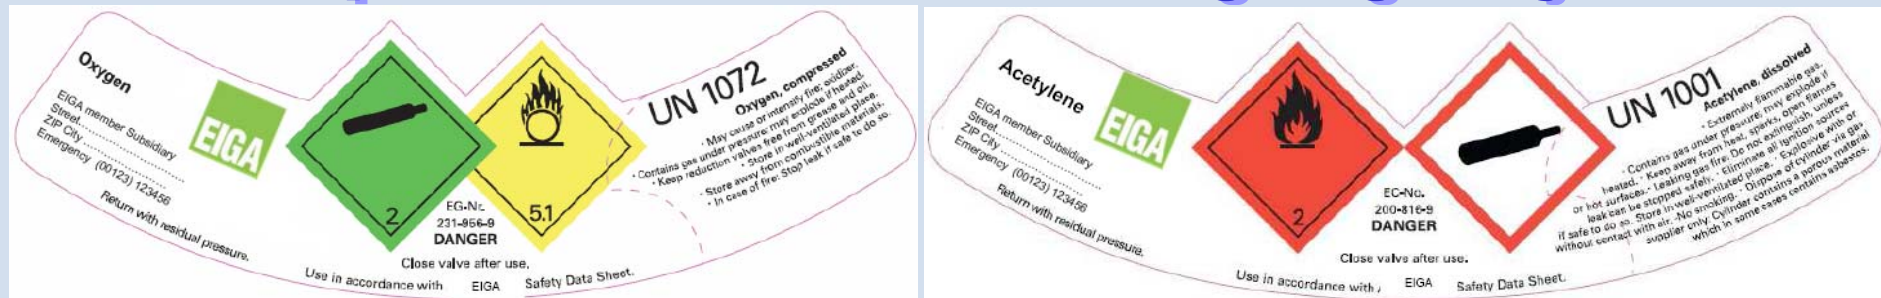 Oxygen
EIGA member Subsidiary
Street
ZIP City
Emergency (00123) 123456
Return with residual pressure.
EIGA
2
5.1
EG-Nr.
231-956-9
DANGER
Close valve after use.
Use in accordance with EIGA Safety Data Sheet.
UN 1072
Oxygen, compressed
· May cause or intensify fire; oxidizer.
· Contains gas under pressure; may explode if heated.
· Keep reduction valves free from grease and oil.
· Store in well-ventilated place.
· Store away from combustible materials.
· In case of fire: Stop leak if safe to do so.
Acetylene
EIGA member Subsidiary
Street
ZIP City
Emergency (00123) 123456
Return with residual pressure.
EIGA
2
EC-No.
200-816-9
DANGER
Close valve after use.
Use in accordance with EIGA Safety Data Sheet.
UN 1001
Acetylene, dissolved
· Extremely flammable gas.
· Contains gas under pressure; may explode if
heated. · Keep away from heat, sparks, open flames
or hot surfaces. · Leaking gas fire: Do not extinguish, unless
leak can be stopped safely. · Eliminate all ignition sources
if safe to do so. Store in well-ventilated place. · Explosive with or
without contact with air. · No smoking. · Dispose of cylinder via gas
supplier only. Cylinder contains a porous material
which in some cases contains asbestos.